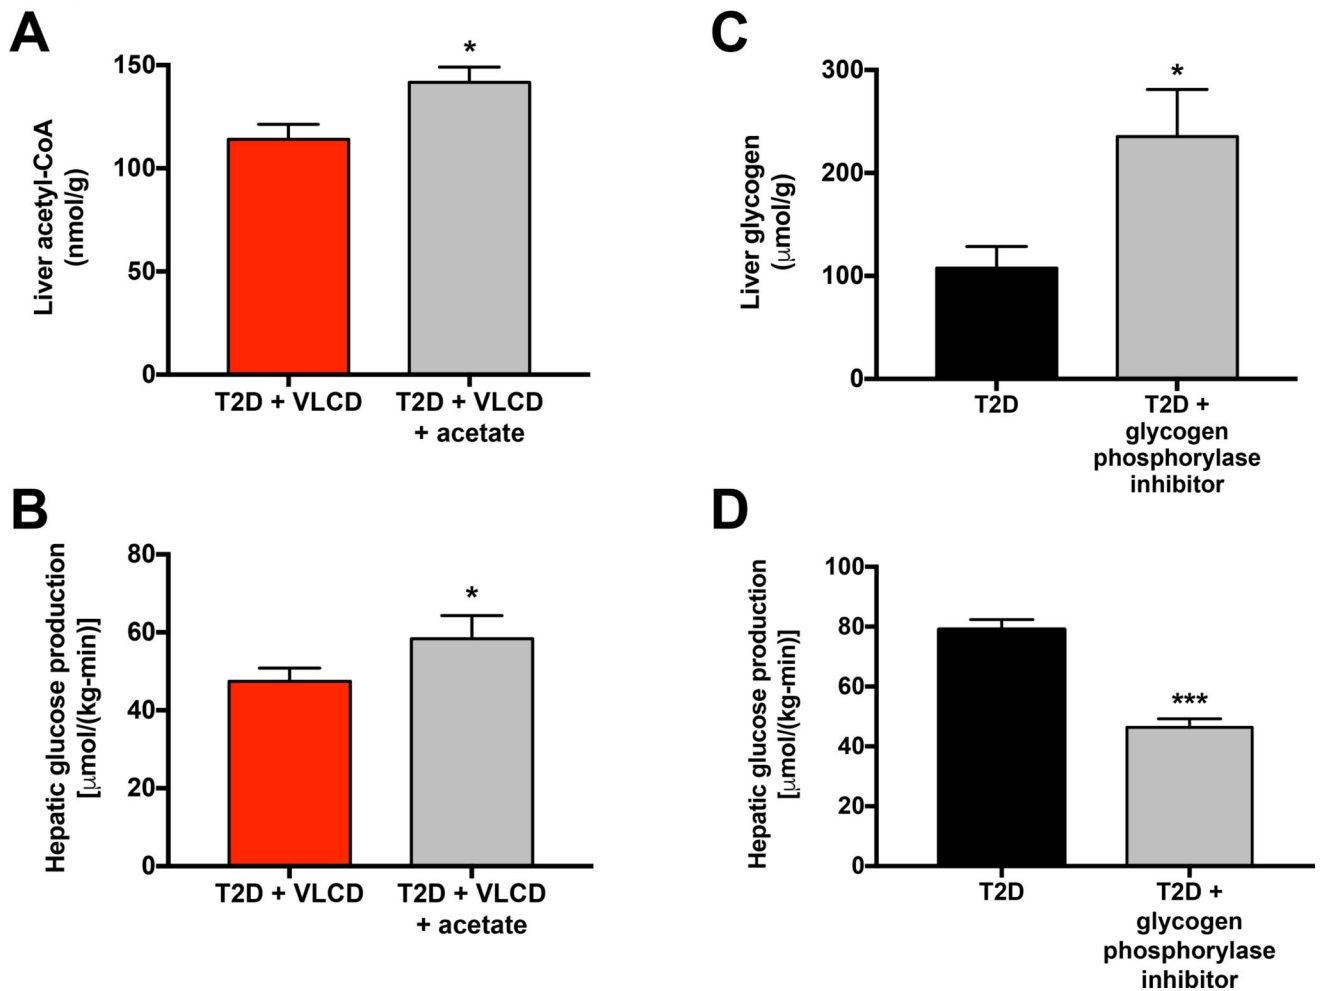 A
Liver acetyl-CoA
(nmol/g)
150
100
50
0
*
T2D + VLCD
T2D + VLCD
+ acetate
B
Hepatic glucose production
[μmol/(kg-min)]
80
60
40
20
0
*
T2D + VLCD
T2D + VLCD
+ acetate
C
Liver glycogen
(μmol/g)
300
200
100
0
*
T2D
T2D +
glycogen
phosphorylase
inhibitor
D
Hepatic glucose production
[μmol/(kg-min)]
100
80
60
40
20
0
***
T2D
T2D +
glycogen
phosphorylase
inhibitor